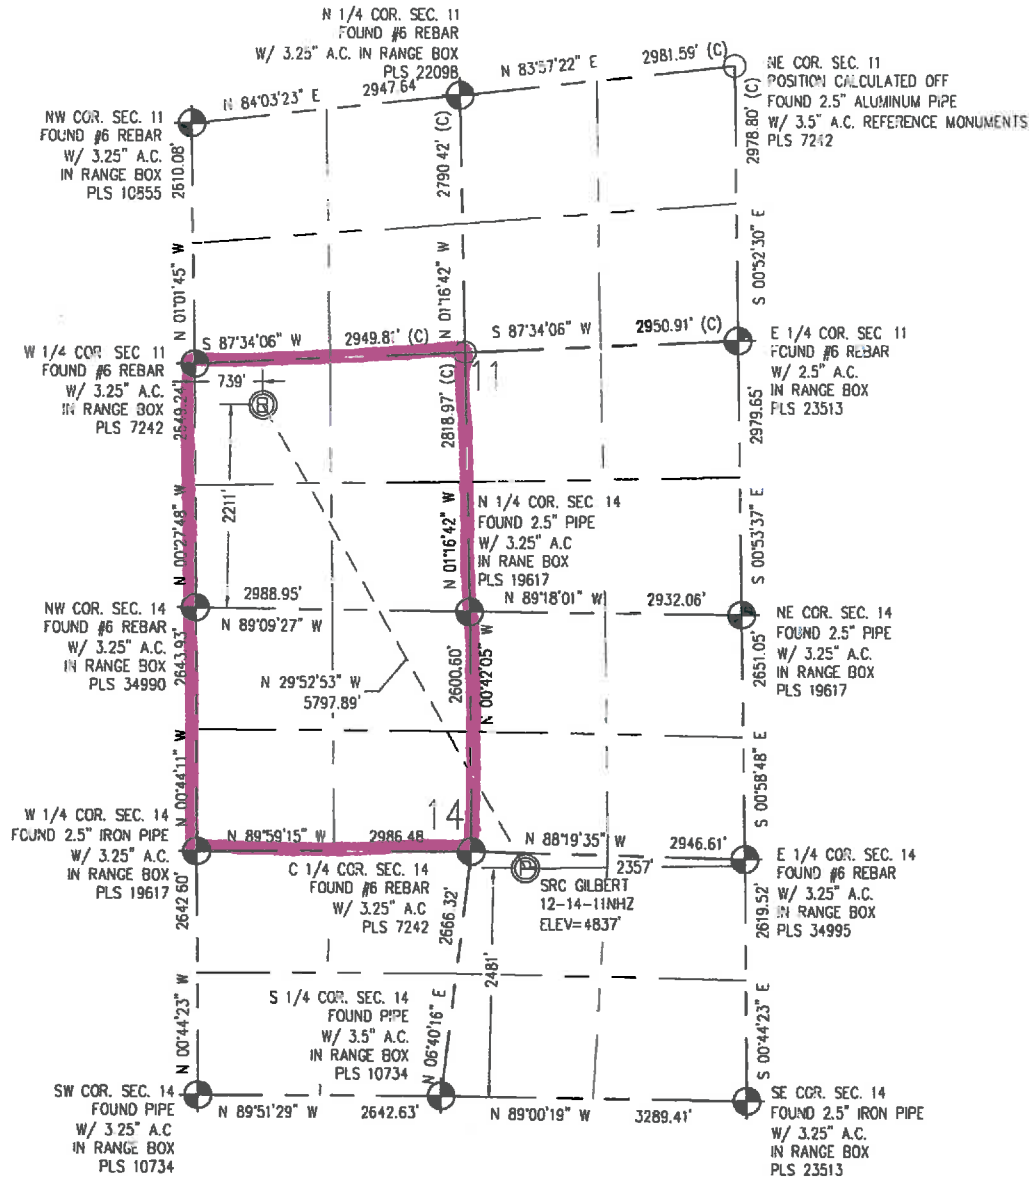 N 1/4 COR. SEC. 11
FOUND #6 REBAR
W/ 3.25" A.C. IN RANGE BOX
PLS 22098
N 84°03'23" E
2947.64'
N 83°57'22" E
2981.59' (C)
NE COR. SEC. 11
POSITION CALCULATED OFF
FOUND 2.5" ALUMINUM PIPE
W/ 3.5" A.C. REFERENCE MONUMENTS
PLS 7242
NW COR. SEC. 11
FOUND #6 REBAR
W/ 3.25" A.C.
IN RANGE BOX
PLS 10855
2610.08'
N 01°01'45" W
2790.42' (C)
N 01°16'42" W
2978.80' (C)
S 00°52'30" E
W 1/4 COR SEC 11
FOUND #6 REBAR
W/ 3.25" A.C.
IN RANGE BOX
PLS 7242
S 87°34'06" W
2949.81' (C)
S 87°34'06" W
2950.91' (C)
E 1/4 COR. SEC. 11
FOUND #6 REBAR
W/ 2.5" A.C.
IN RANGE BOX
PLS 23513
11
739'
R
2649.24'
N 00°27'48" W
2211'
2818.97' (C)
N 01°16'42" W
2979.65'
S 00°53'37" E
N 1/4 COR. SEC 14
FOUND 2.5" PIPE
W/ 3.25" A.C
IN RANE BOX
PLS 19617
NW COR. SEC. 14
FOUND #6 REBAR
W/ 3.25" A.C.
IN RANGE BOX
PLS 34990
2988.95'
N 89°09'27" W
N 89°18'01" W
2932.06'
NE COR. SEC. 14
FOUND 2.5" PIPE
W/ 3.25" A.C.
IN RANGE BOX
PLS 19617
2643.93'
N 00°44'11" W
N 29°52'53" W
5797.89'
2600.60'
N 00°42'05" W
2651.05'
S 00°58'48" E
W 1/4 COR. SEC. 14
FOUND 2.5" IRON PIPE
W/ 3.25" A.C.
IN RANGE BOX
PLS 19617
N 89°59'15" W
2986.48
14
N 88°19'35" W
2946.61'
2357'
E 1/4 COR. SEC. 14
FOUND #6 REBAR
W/ 3.25" A.C.
IN RANGE BOX
PLS 34995
C 1/4 COR. SEC. 14
FOUND #6 REBAR
W/ 3.25" A.C
PLS 7242
P
SRC GILBERT
12-14-11NHZ
ELEV=4837'
2642.60'
N 00°44'23" W
2666.32'
N 06°40'16" E
2481'
2619.52'
S 00°44'23" E
S 1/4 COR. SEC. 14
FOUND PIPE
W/ 3.5" A.C.
IN RANGE BOX
PLS 10734
SW COR. SEC. 14
FOUND PIPE
W/ 3.25" A.C
IN RANGE BOX
PLS 10734
N 89°51'29" W
2642.63'
N 89°00'19" W
3289.41'
SE COR. SEC. 14
FOUND 2.5" IRON PIPE
W/ 3.25" A.C.
IN RANGE BOX
PLS 23513